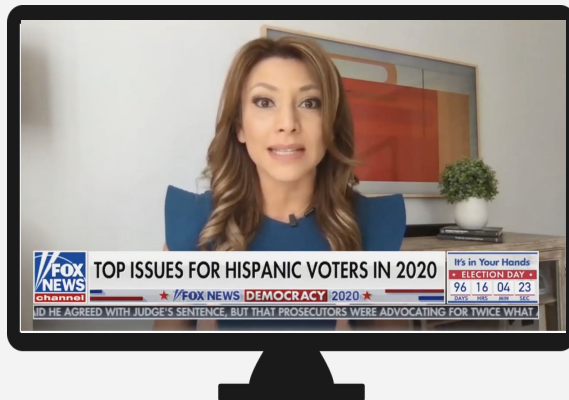 FOX
NEWS
channel
TOP ISSUES FOR HISPANIC VOTERS IN 2020
FOX NEWS DEMOCRACY 2020
It's in Your Hands
ELECTION DAY
96 16 04 23
DAYS HRS MIN SEC
AID HE AGREED WITH JUDGE'S SENTENCE, BUT THAT PROSECUTORS WERE ADVOCATING FOR TWICE WHAT